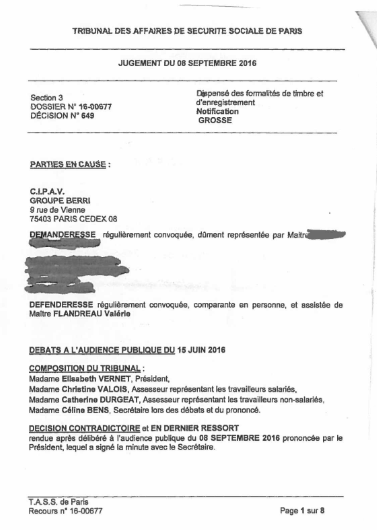 TRIBUNAL DES AFFAIRES DE SECURITE SOCIALE DE PARIS
JUGEMENT DU 08 SEPTEMBRE 2016
Section 3
DOSSIER N° 16-00677
DÉCISION N° 649
Dispensé des formalités de timbre et
d'enregistrement
Notification
GROSSE
PARTIES EN CAUSE :
C.I.P.A.V.
GROUPE BERRI
9 rue de Vienne
75403 PARIS CEDEX 08
DEMANDERESSE régulièrement convoquée, dûment représentée par Maitre
DEFENDERESSE régulièrement convoquée, comparante en personne, et assistée de
Maître FLANDREAU Valérie
DEBATS A L'AUDIENCE PUBLIQUE DU 15 JUIN 2016
COMPOSITION DU TRIBUNAL :
Madame Elisabeth VERNET, Président,
Madame Christine VALOIS, Assesseur représentant les travailleurs salariés,
Madame Catherine DURGEAT, Assesseur représentant les travailleurs non-salariés,
Madame Céline BENS, Secrétaire lors des débats et du prononcé.
DECISION CONTRADICTOIRE et EN DERNIER RESSORT
rendue après délibéré à l'audience publique du 08 SEPTEMBRE 2016 prononcée par le
Président, lequel a signé la minute avec le Secrétaire.
T.A.S.S. de Paris
Recours n° 16-00677
Page 1 sur 8